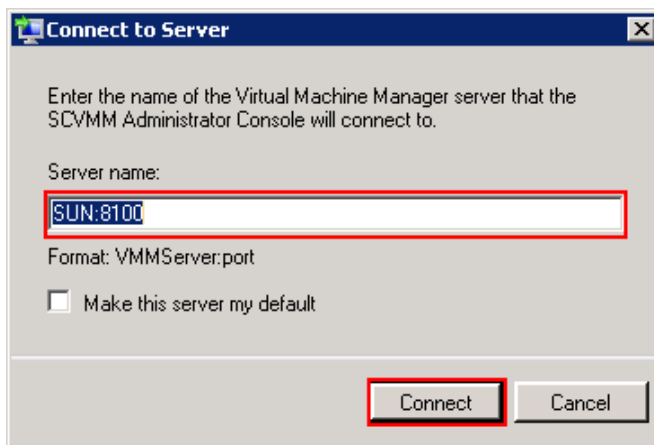 Connect to Server
Enter the name of the Virtual Machine Manager server that the
SCVMM Administrator Console will connect to.
Server name:
SUN:8100
Format: VMMServer:port
Make this server my default
Connect
Cancel